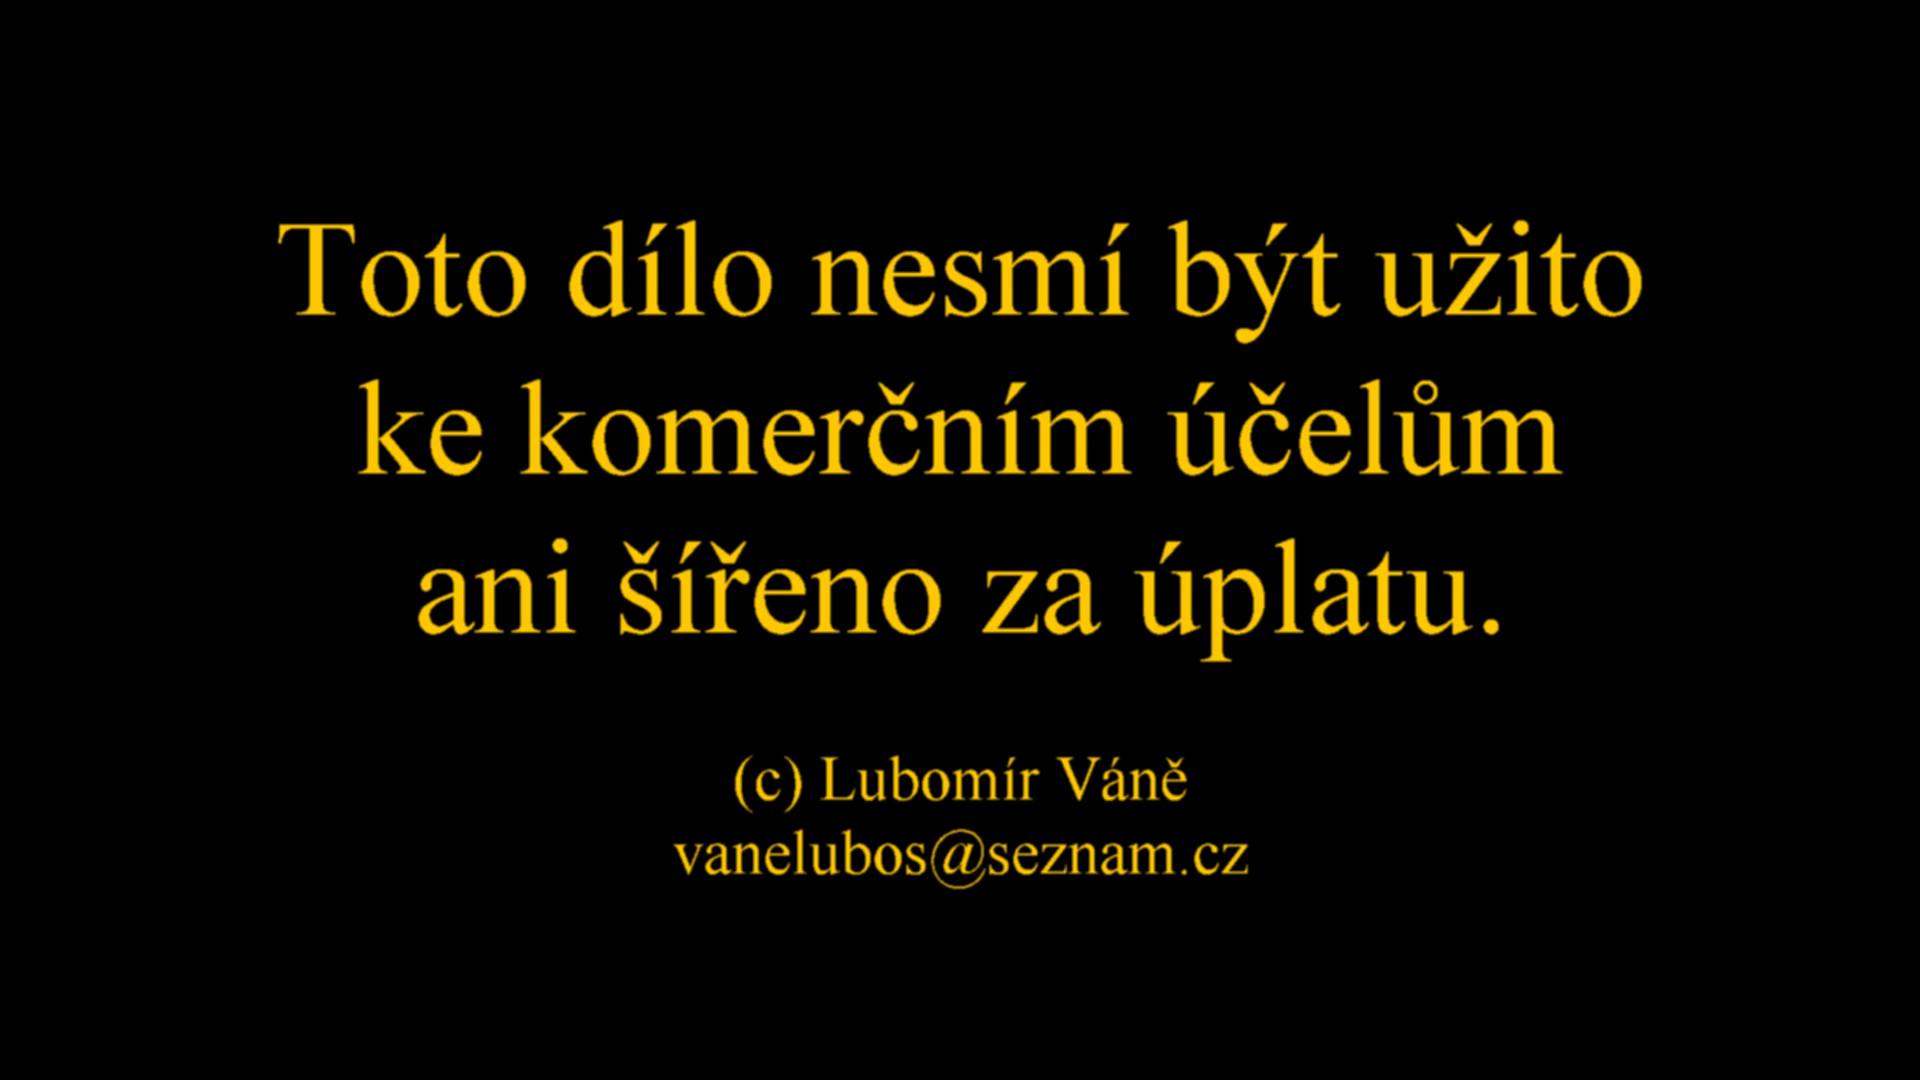 Toto dílo nesmí být užito
ke komerčním účelům
ani šířeno za úplatu.
(c) Lubomír Váně
vanelubos@seznam.cz